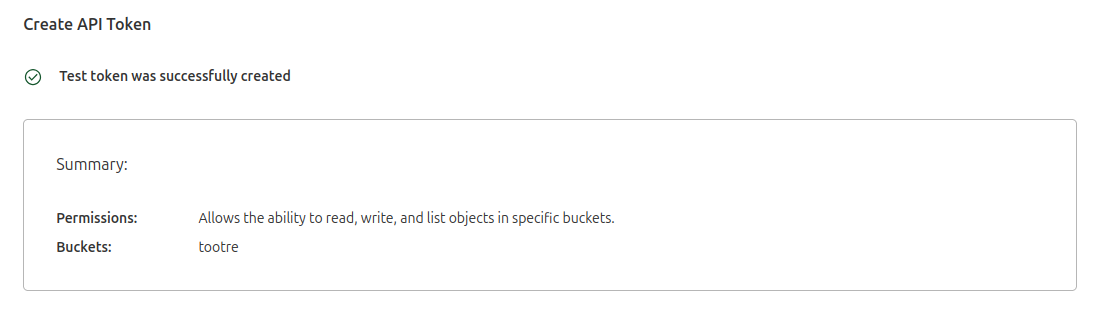 Create API Token
Test token was successfully created
Summary:
Permissions: Allows the ability to read, write, and list objects in specific buckets.
Buckets: tootre